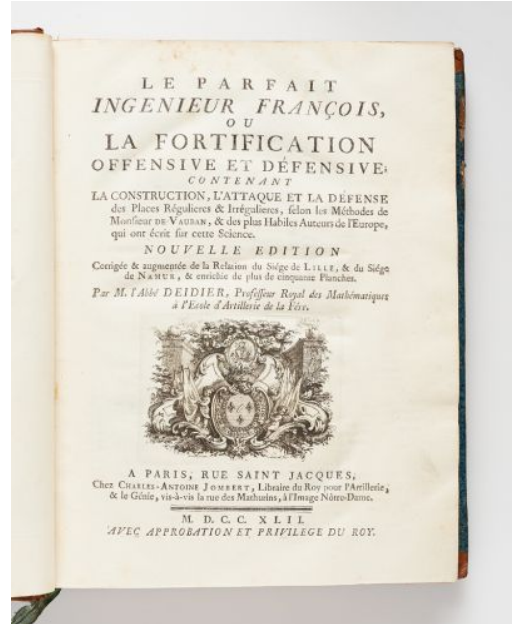 LE PARFAIT
INGENIEUR FRANÇOIS,
OU
LA FORTIFICATION
OFFENSIVE ET DÉFENSIVE;
CONTENANT
LA CONSTRUCTION, L'ATTAQUE ET LA DÉFENSE
des Places Régulieres & Irrégulieres, selon les Méthodes de
Monsieur DE VAUBAN, & des plus Habiles Auteurs de l'Europe,
qui ont écrit sur cette Science.
NOUVELLE EDITION
Corrigée & augmentée de la Relation du Siége de LILLE, & du Siége
de NAMUR, & enrichie de plus de cinquante Planches.
Par M. l'Abbé DEIDIER, Professeur Royal des Mathématiques
à l'Ecole d'Artillerie de la Fére.
A PARIS, RUE SAINT JACQUES,
Chez CHARLES-ANTOINE JOMBERT, Libraire du Roy pour l'Artillerie,
& le Génie, vis-à-vis la rue des Mathurins, à l'Image Nôtre-Dame.
M. D. C. C. XLII.
AVEC APPROBATION ET PRIVILEGE DU ROY.